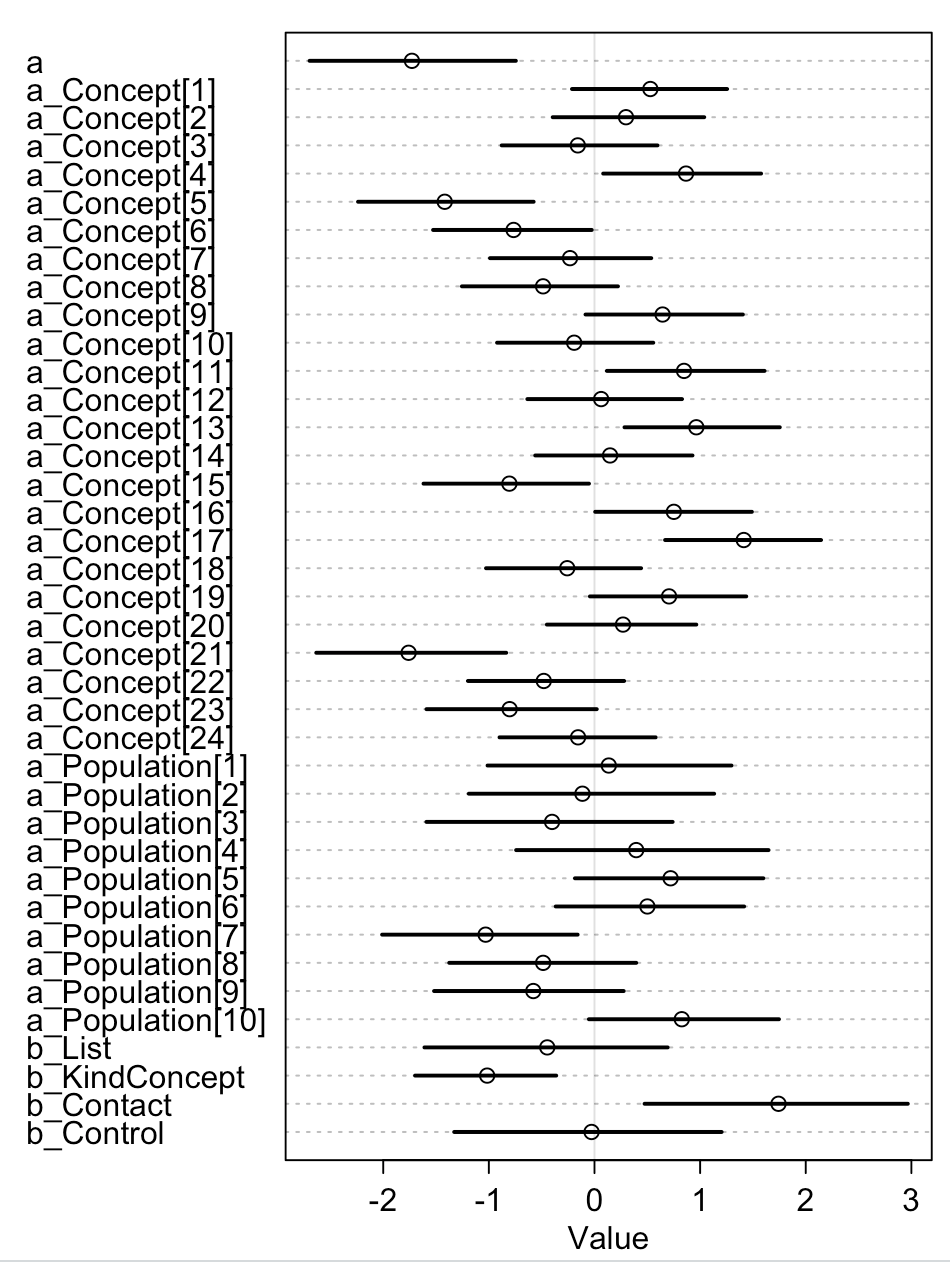 a
a_Concept[1]
a_Concept[2]
a_Concept[3]
a_Concept[4]
a_Concept[5]
a_Concept[6]
a_Concept[7]
a_Concept[8]
a_Concept[9]
a_Concept[10]
a_Concept[11]
a_Concept[12]
a_Concept[13]
a_Concept[14]
a_Concept[15]
a_Concept[16]
a_Concept[17]
a_Concept[18]
a_Concept[19]
a_Concept[20]
a_Concept[21]
a_Concept[22]
a_Concept[23]
a_Concept[24]
a_Population[1]
a_Population[2]
a_Population[3]
a_Population[4]
a_Population[5]
a_Population[6]
a_Population[7]
a_Population[8]
a_Population[9]
a_Population[10]
b_List
b_KindConcept
b_Contact
b_Control
-2 -1 0 1 2 3
Value